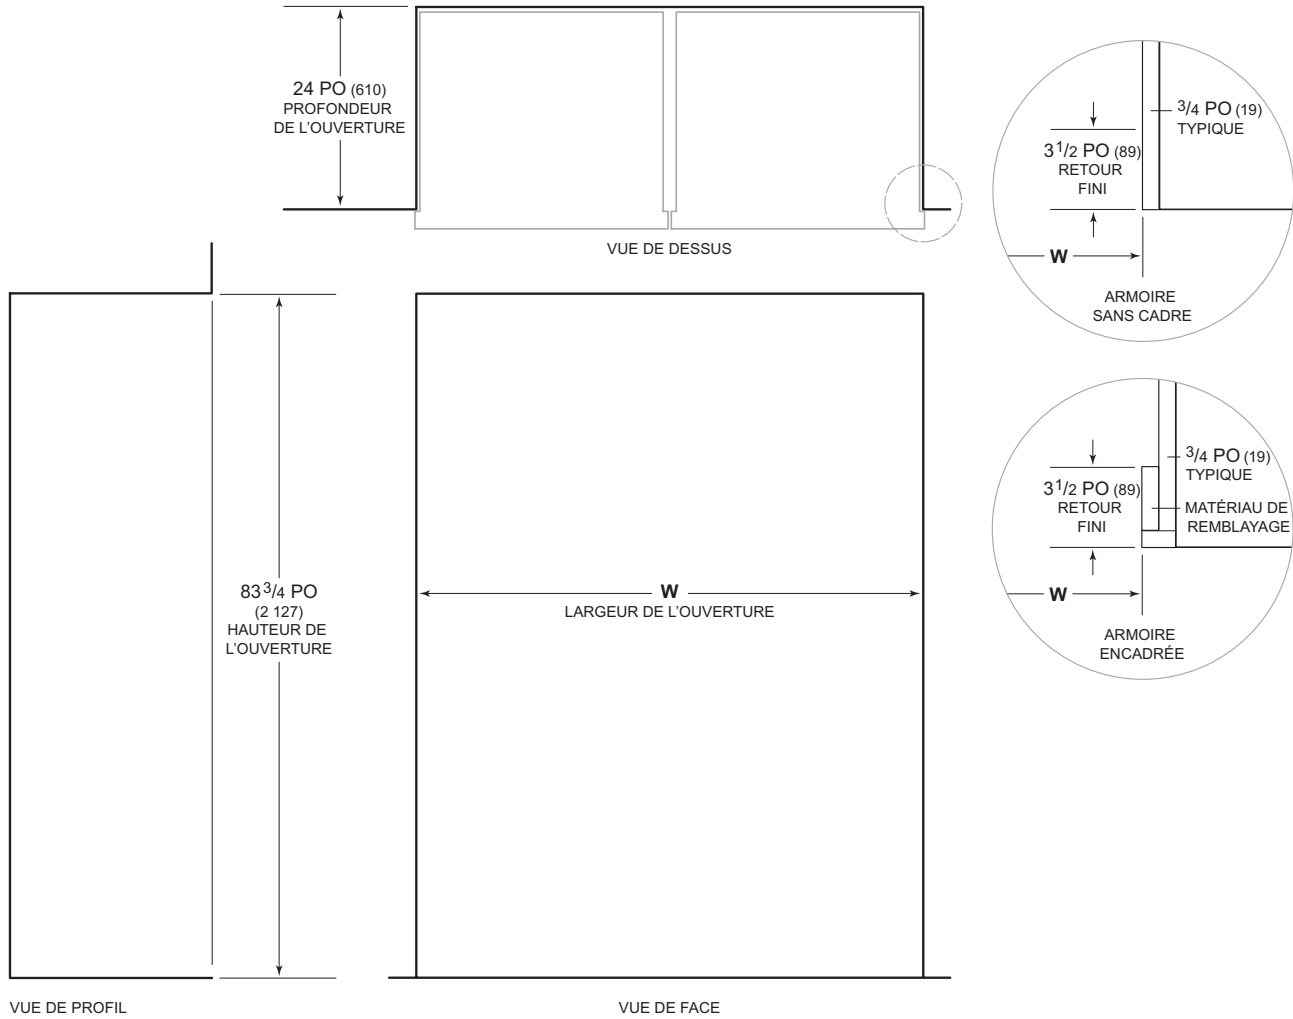 24 PO (610)
PROFONDEUR
DE L’OUVERTURE
VUE DE DESSUS
3/4 PO (19)
TYPIQUE
3 1/2 PO (89)
RETOUR
FINI
W
ARMOIRE
SANS CADRE
3/4 PO (19)
TYPIQUE
3 1/2 PO (89)
RETOUR
FINI
MATÉRIAU DE
REMBLAYAGE
W
ARMOIRE
ENCADRÉE
83 3/4 PO
(2 127)
HAUTEUR DE
L’OUVERTURE
W
LARGEUR DE L’OUVERTURE
VUE DE PROFIL
VUE DE FACE